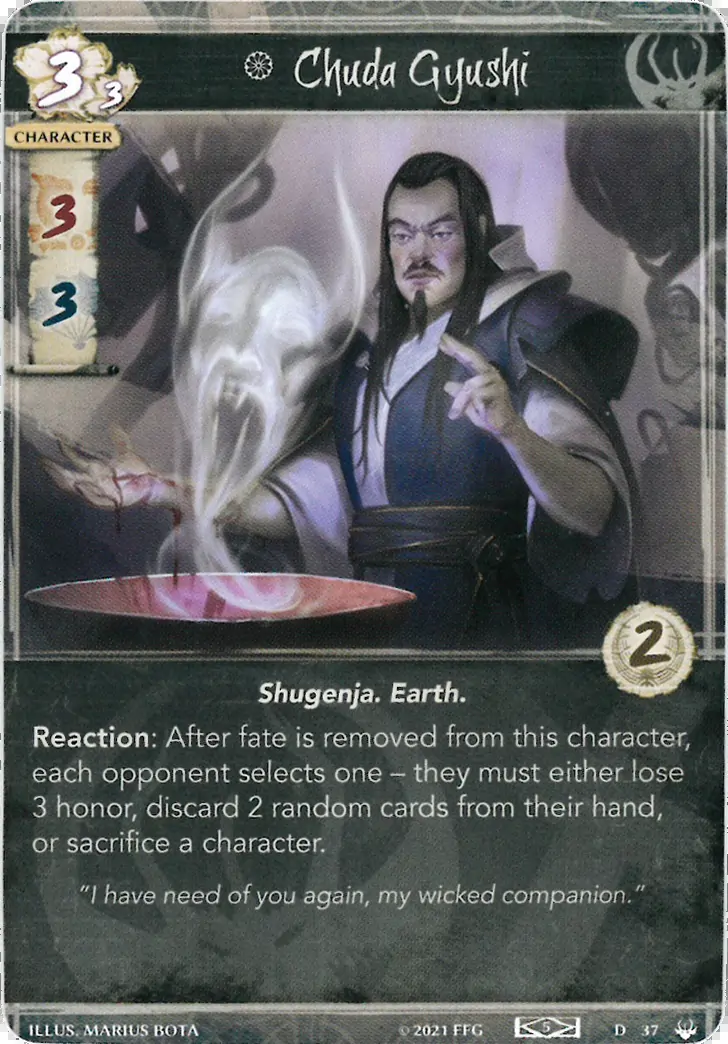 Chuda Gyushi
3
3
CHARACTER
3
3
2
Shugenja. Earth.
Reaction: After fate is removed from this character,
each opponent selects one – they must either lose
3 honor, discard 2 random cards from their hand,
or sacrifice a character.
"I have need of you again, my wicked companion."
ILLUS. MARIUS BOTA © 2021 FFG 5 D 37